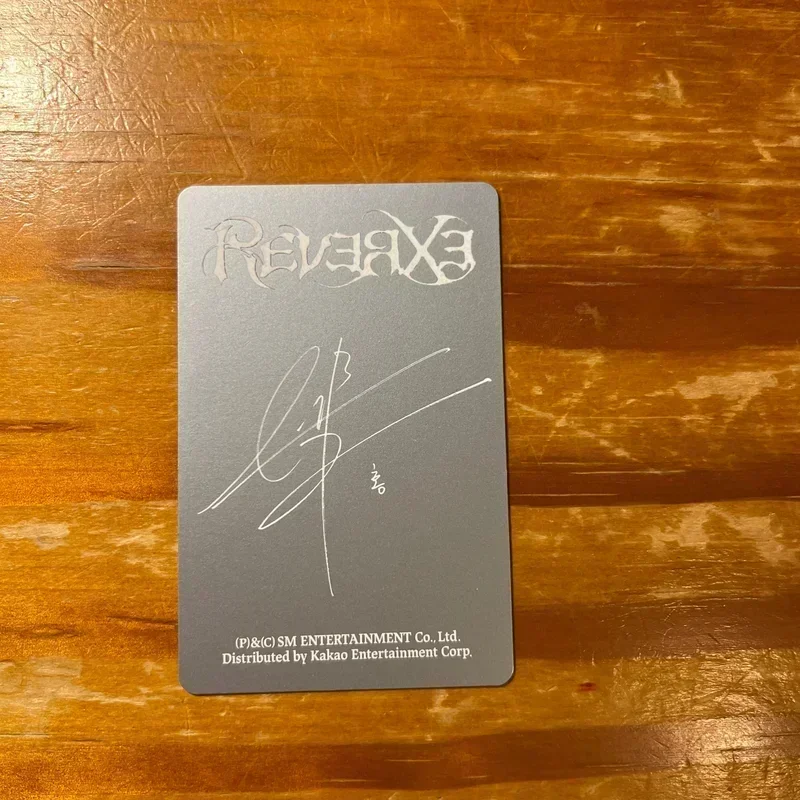 REVERXE
(P)&(C) SM ENTERTAINMENT Co., Ltd.
Distributed by Kakao Entertainment Corp.